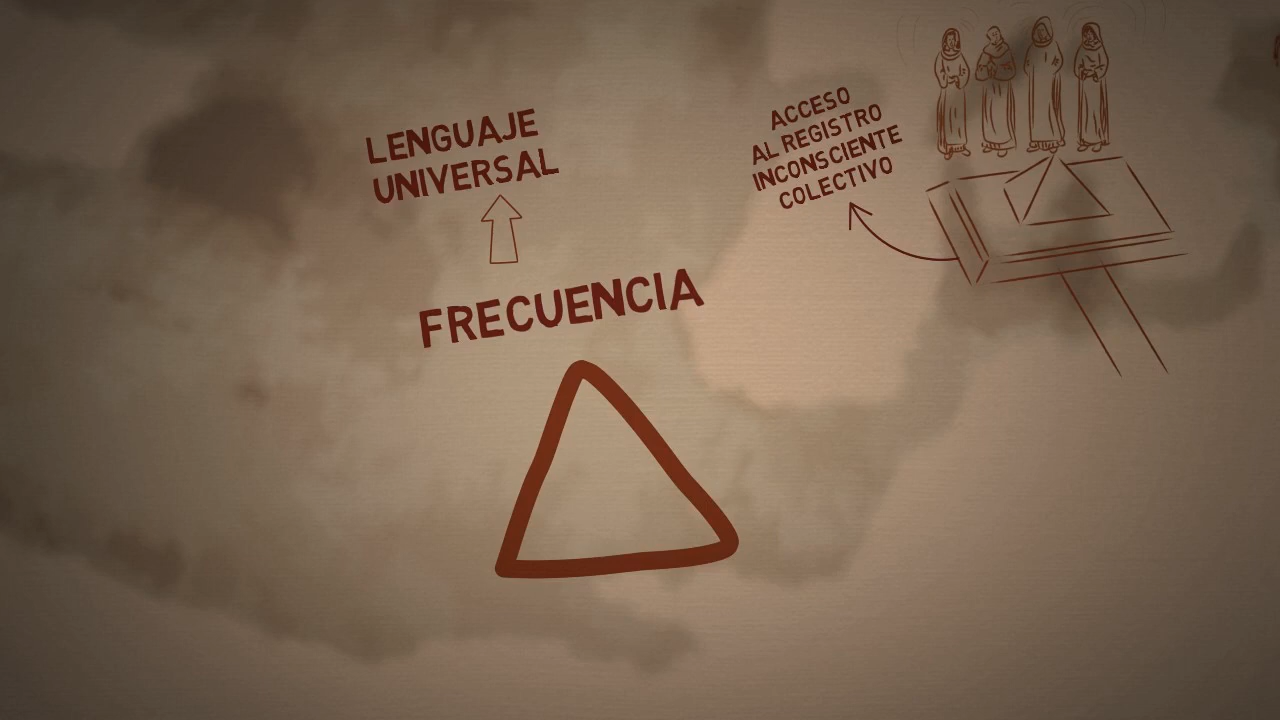 LENGUAJE
UNIVERSAL
FRECUENCIA
ACCESO
AL REGISTRO
INCONSCIENTE
COLECTIVO